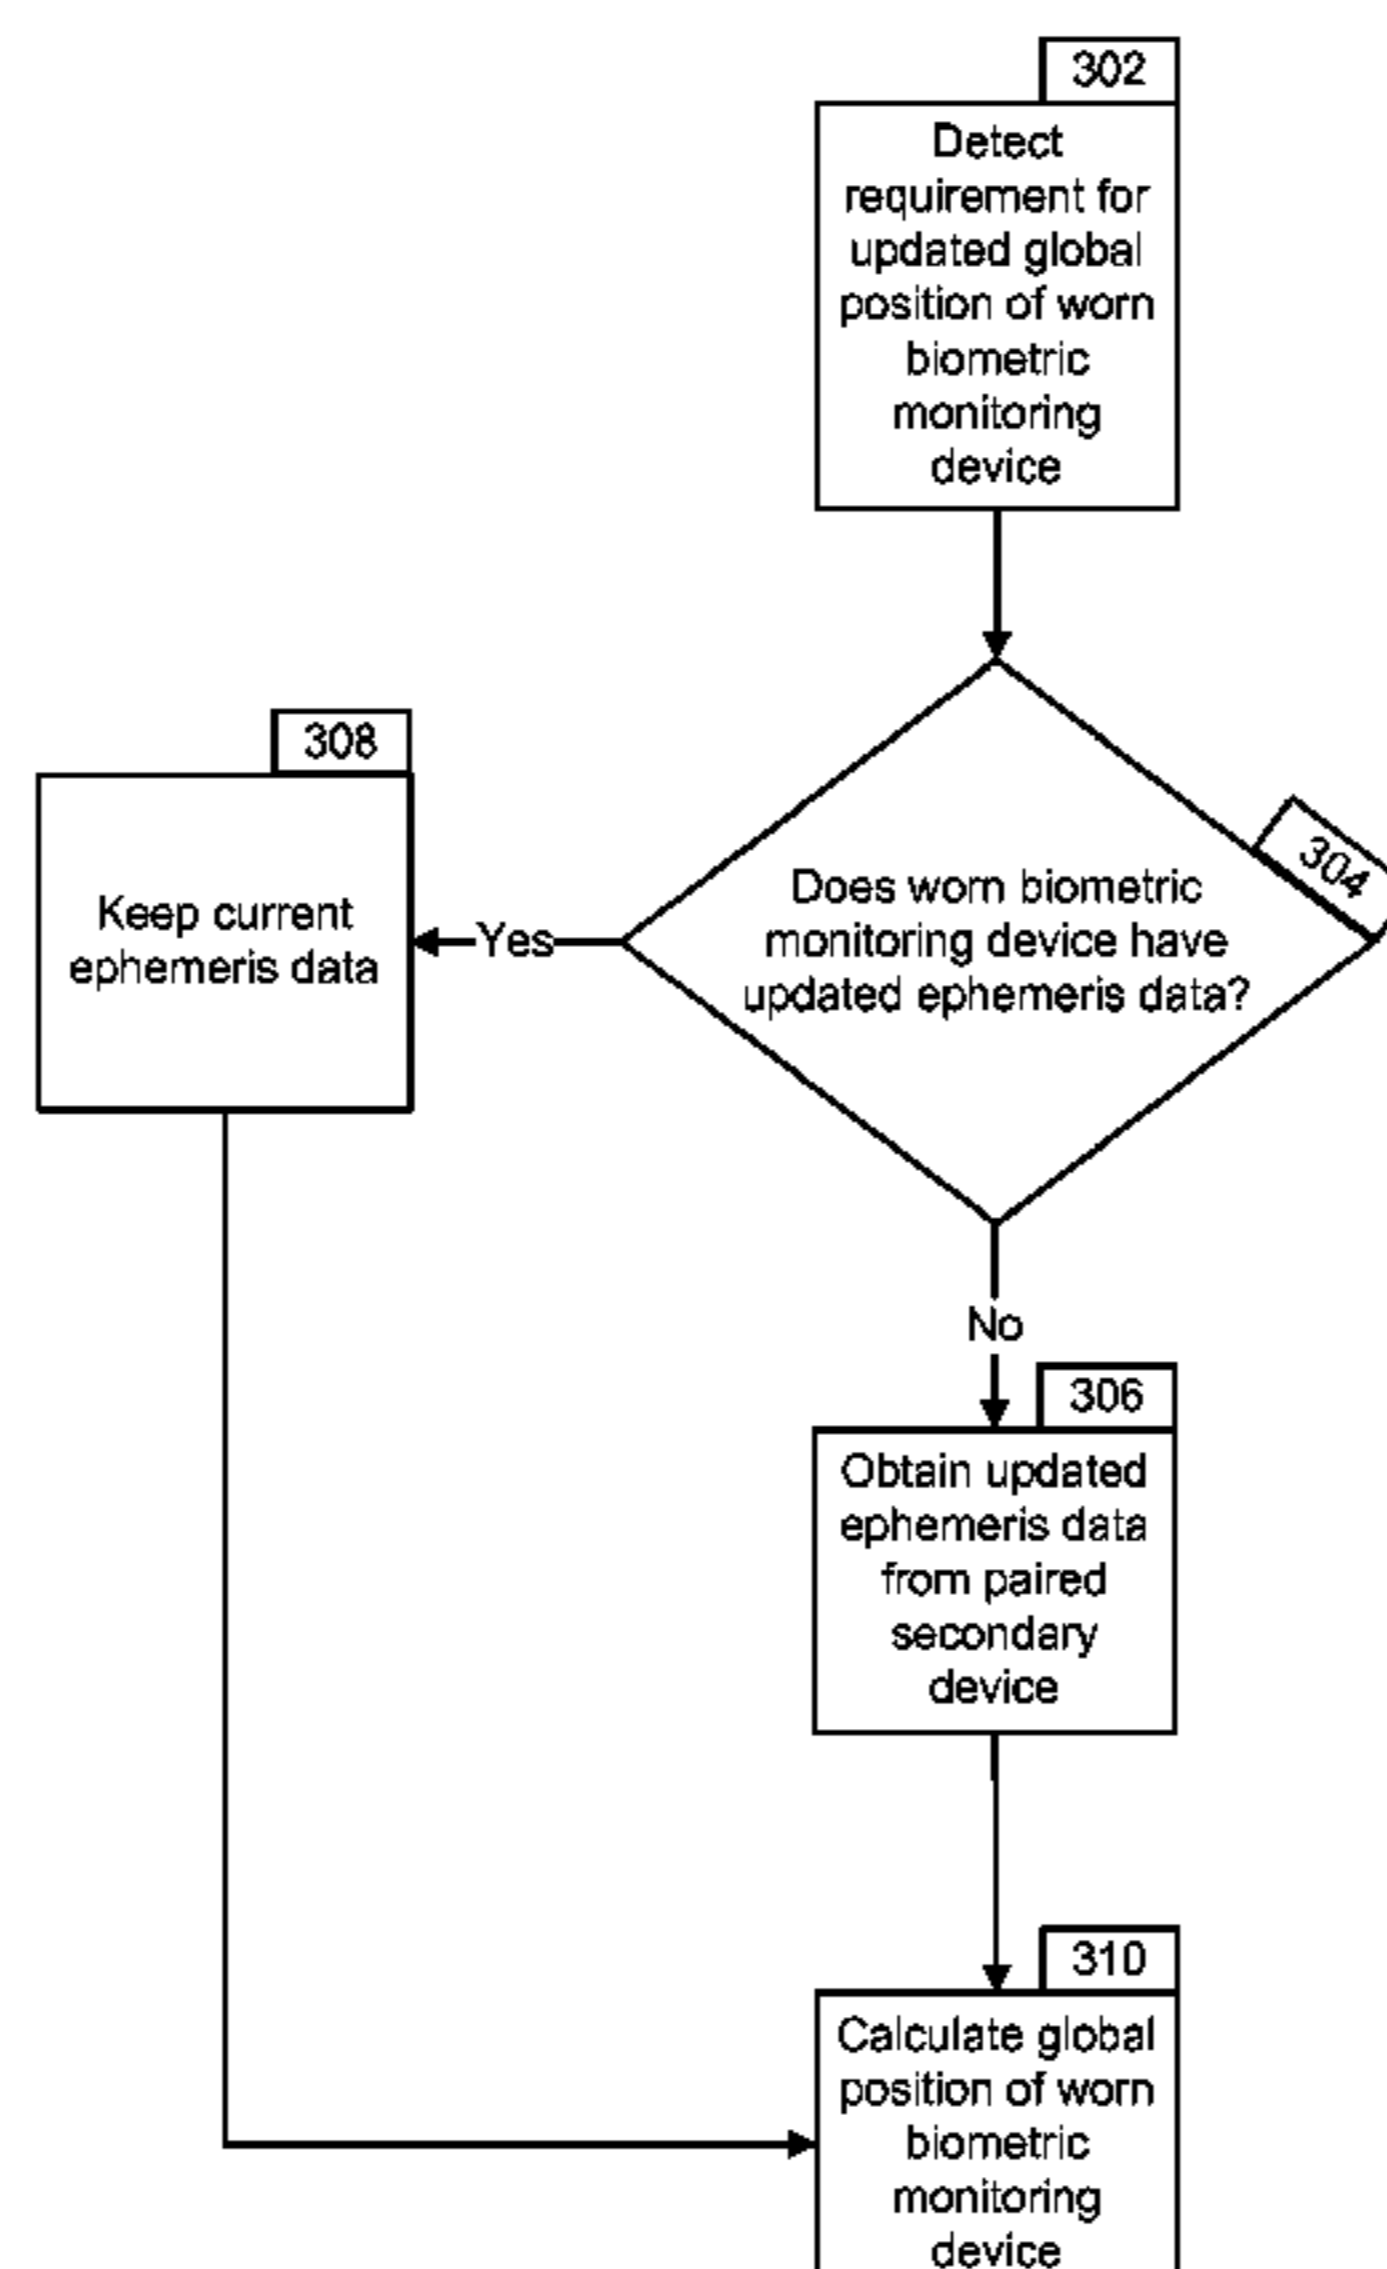 302
Detect
requirement for
updated global
position of worn
biometric
monitoring
device
308
Keep current
ephemeris data
Yes
304
Does worn biometric
monitoring device have
updated ephemeris data?
No
306
Obtain updated
ephemeris data
from paired
secondary
device
310
Calculate global
position of worn
biometric
monitoring
device